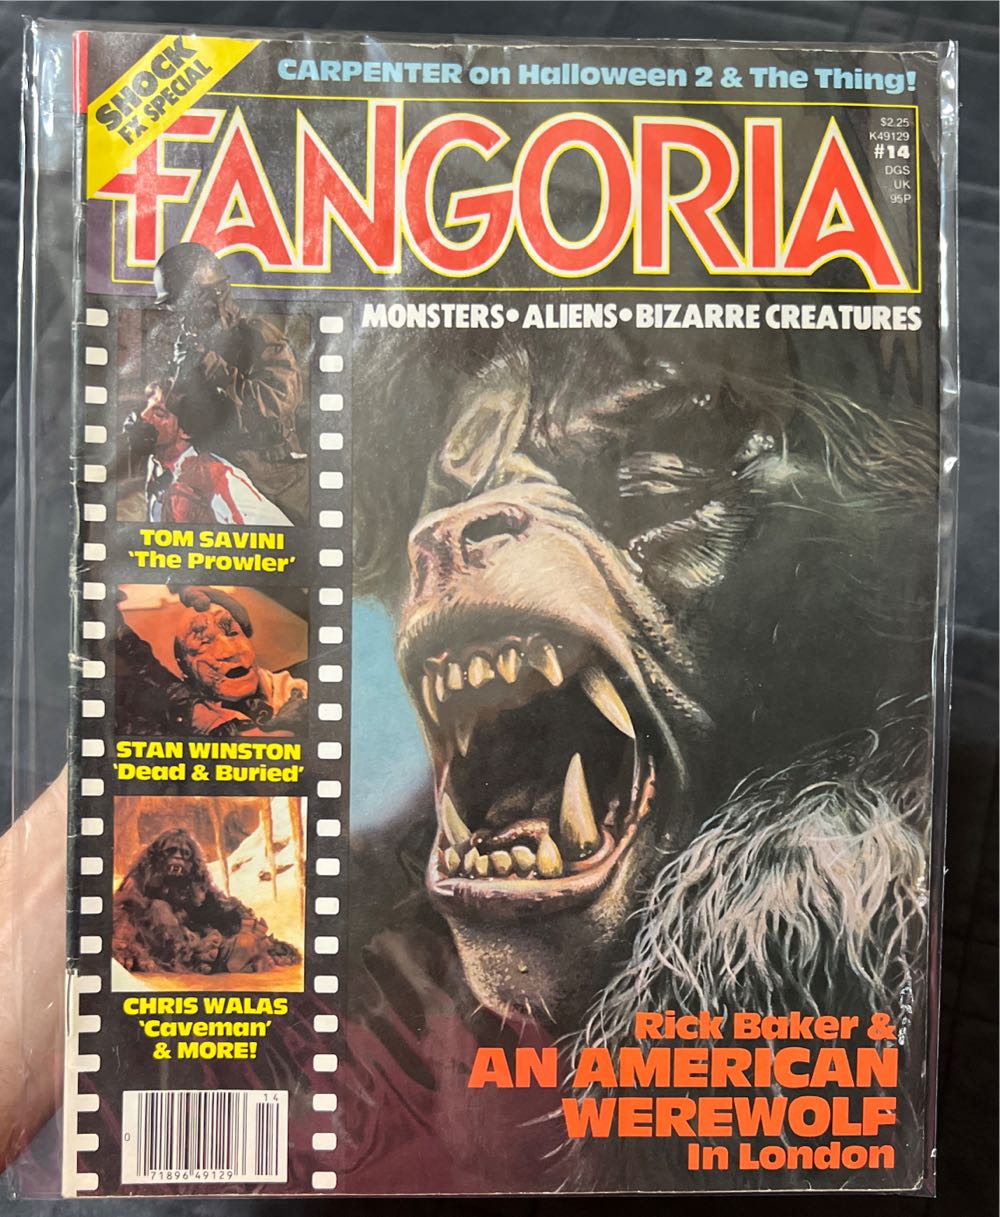 SHOCK
FX SPECIAL
CARPENTER on Halloween 2 & The Thing!
FANGORIA
$2.25
K49129
#14
DGS
UK
95P
MONSTERS • ALIENS • BIZARRE CREATURES
TOM SAVINI
'The Prowler'
STAN WINSTON
'Dead & Buried'
CHRIS WALAS
'Caveman'
& MORE!
Rick Baker &
AN AMERICAN
WEREWOLF
In London
14
0
71896 49129